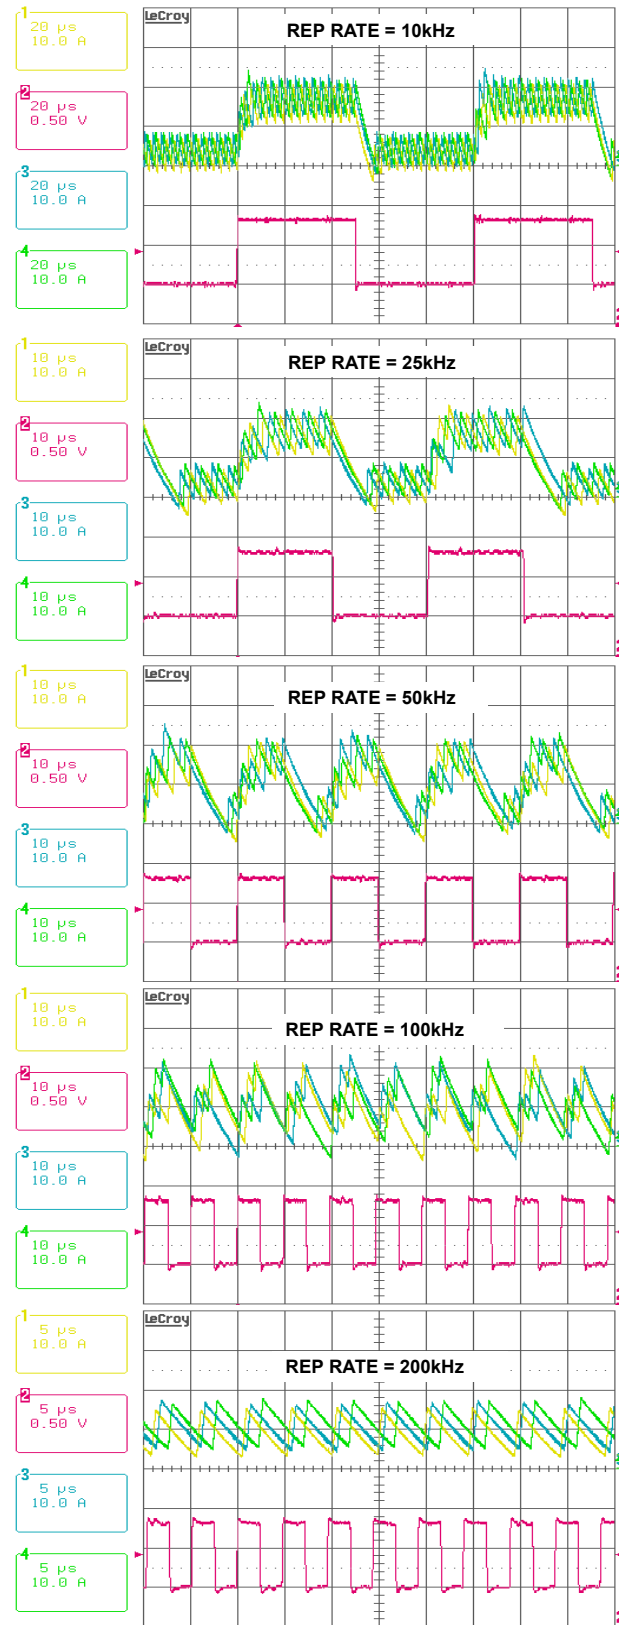 LeCroy
REP RATE = 10kHz
1
20 µs
10.0 A
2
20 µs
0.50 V
3
20 µs
10.0 A
4
20 µs
10.0 A
LeCroy
REP RATE = 25kHz
1
10 µs
10.0 A
2
10 µs
0.50 V
3
10 µs
10.0 A
4
10 µs
10.0 A
LeCroy
REP RATE = 50kHz
1
10 µs
10.0 A
2
10 µs
0.50 V
3
10 µs
10.0 A
4
10 µs
10.0 A
LeCroy
REP RATE = 100kHz
1
10 µs
10.0 A
2
10 µs
0.50 V
3
10 µs
10.0 A
4
10 µs
10.0 A
LeCroy
REP RATE = 200kHz
1
5 µs
10.0 A
2
5 µs
0.50 V
3
5 µs
10.0 A
4
5 µs
10.0 A